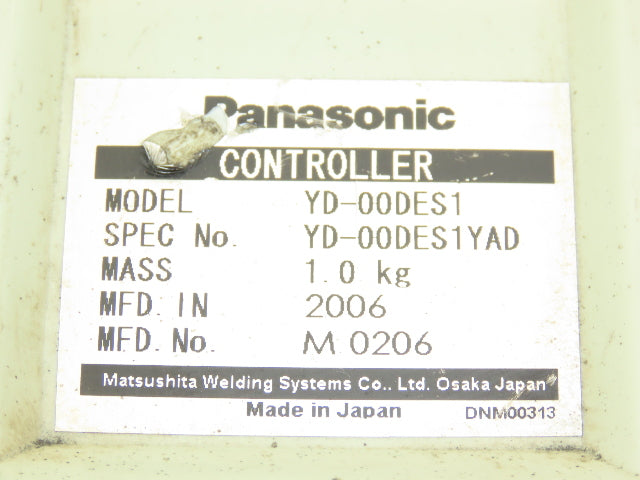 Panasonic
CONTROLLER
MODEL YD-00DES1
SPEC No. YD-00DES1YAD
MASS 1.0 kg
MFD. IN 2006
MFD. No. M 0206
Matsushita Welding Systems Co., Ltd. Osaka Japan
Made in Japan DNM00313